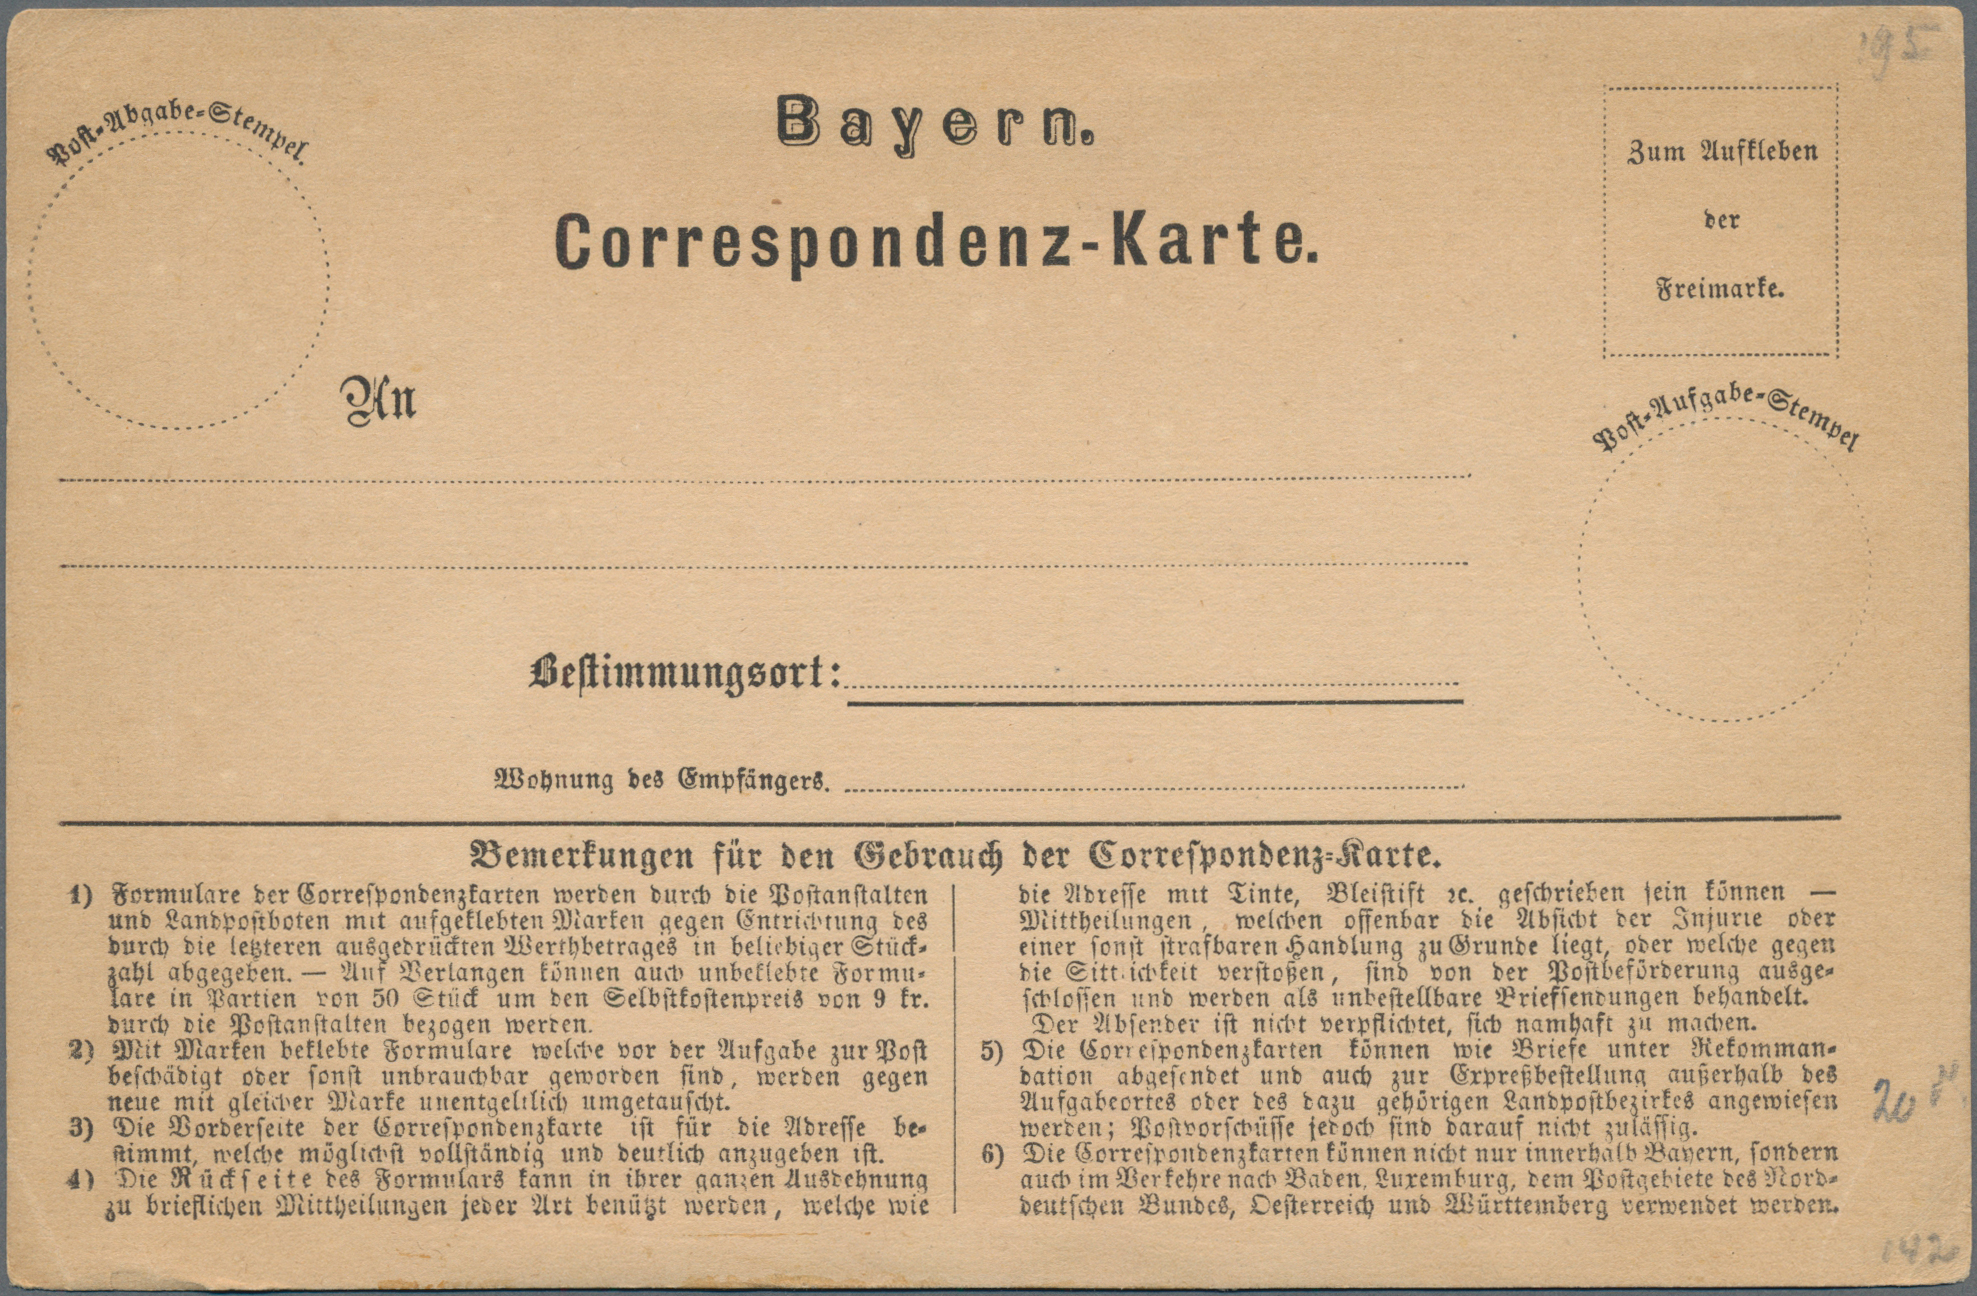 195
Post-Abgabe-Stempel.
Bayern.
Correspondenz-Karte.
Zum Aufkleben
der
Freimarke.
Post-Aufgabe-Stempel
An
Bestimmungsort:
Wohnung des Empfängers.
Bemerkungen für den Gebrauch der Correspondenz-Karte.
1) Formulare der Correspondenzkarten werden durch die Postanstalten
und Landpostboten mit aufgeklebten Marken gegen Entrichtung des
durch die letzteren ausgedrückten Werthbetrages in beliebiger Stück-
zahl abgegeben. — Auf Verlangen können auch unbeklebte Formu-
lare in Partien von 50 Stück um den Selbstkostenpreis von 9 kr.
durch die Postanstalten bezogen werden.
2) Mit Marken beklebte Formulare welche vor der Aufgabe zur Post
beschädigt oder sonst unbrauchbar geworden sind, werden gegen
neue mit gleicher Marke unentgeltlich umgetauscht.
3) Die Vorderseite der Correspondenzkarte ist für die Adresse be-
stimmt, welche möglichst vollständig und deutlich anzugeben ist.
4) Die Rückseite des Formulars kann in ihrer ganzen Ausdehnung
zu brieflichen Mittheilungen jeder Art benützt werden, welche wie
die Adresse mit Tinte, Bleistift ꝛc. geschrieben sein können —
Mittheilungen, welchen offenbar die Absicht der Injurie oder
einer sonst strafbaren Handlung zu Grunde liegt, oder welche gegen
die Sittlichkeit verstoßen, sind von der Postbeförderung ausge-
schlossen und werden als unbestellbare Briefsendungen behandelt.
Der Absender ist nicht verpflichtet, sich namhaft zu machen.
5) Die Correspondenzkarten können wie Briefe unter Rekomman-
dation abgesendet und auch zur Expreßbestellung außerhalb des
Aufgabeortes oder des dazu gehörigen Landpostbezirkes angewiesen
werden; Postvorschüsse jedoch sind darauf nicht zulässig.
6) Die Correspondenzkarten können nicht nur innerhalb Bayern, sondern
auch im Verkehre nach Baden, Luxemburg, dem Postgebiete des Nord-
deutschen Bundes, Oesterreich und Württemberg verwendet werden.
20
142